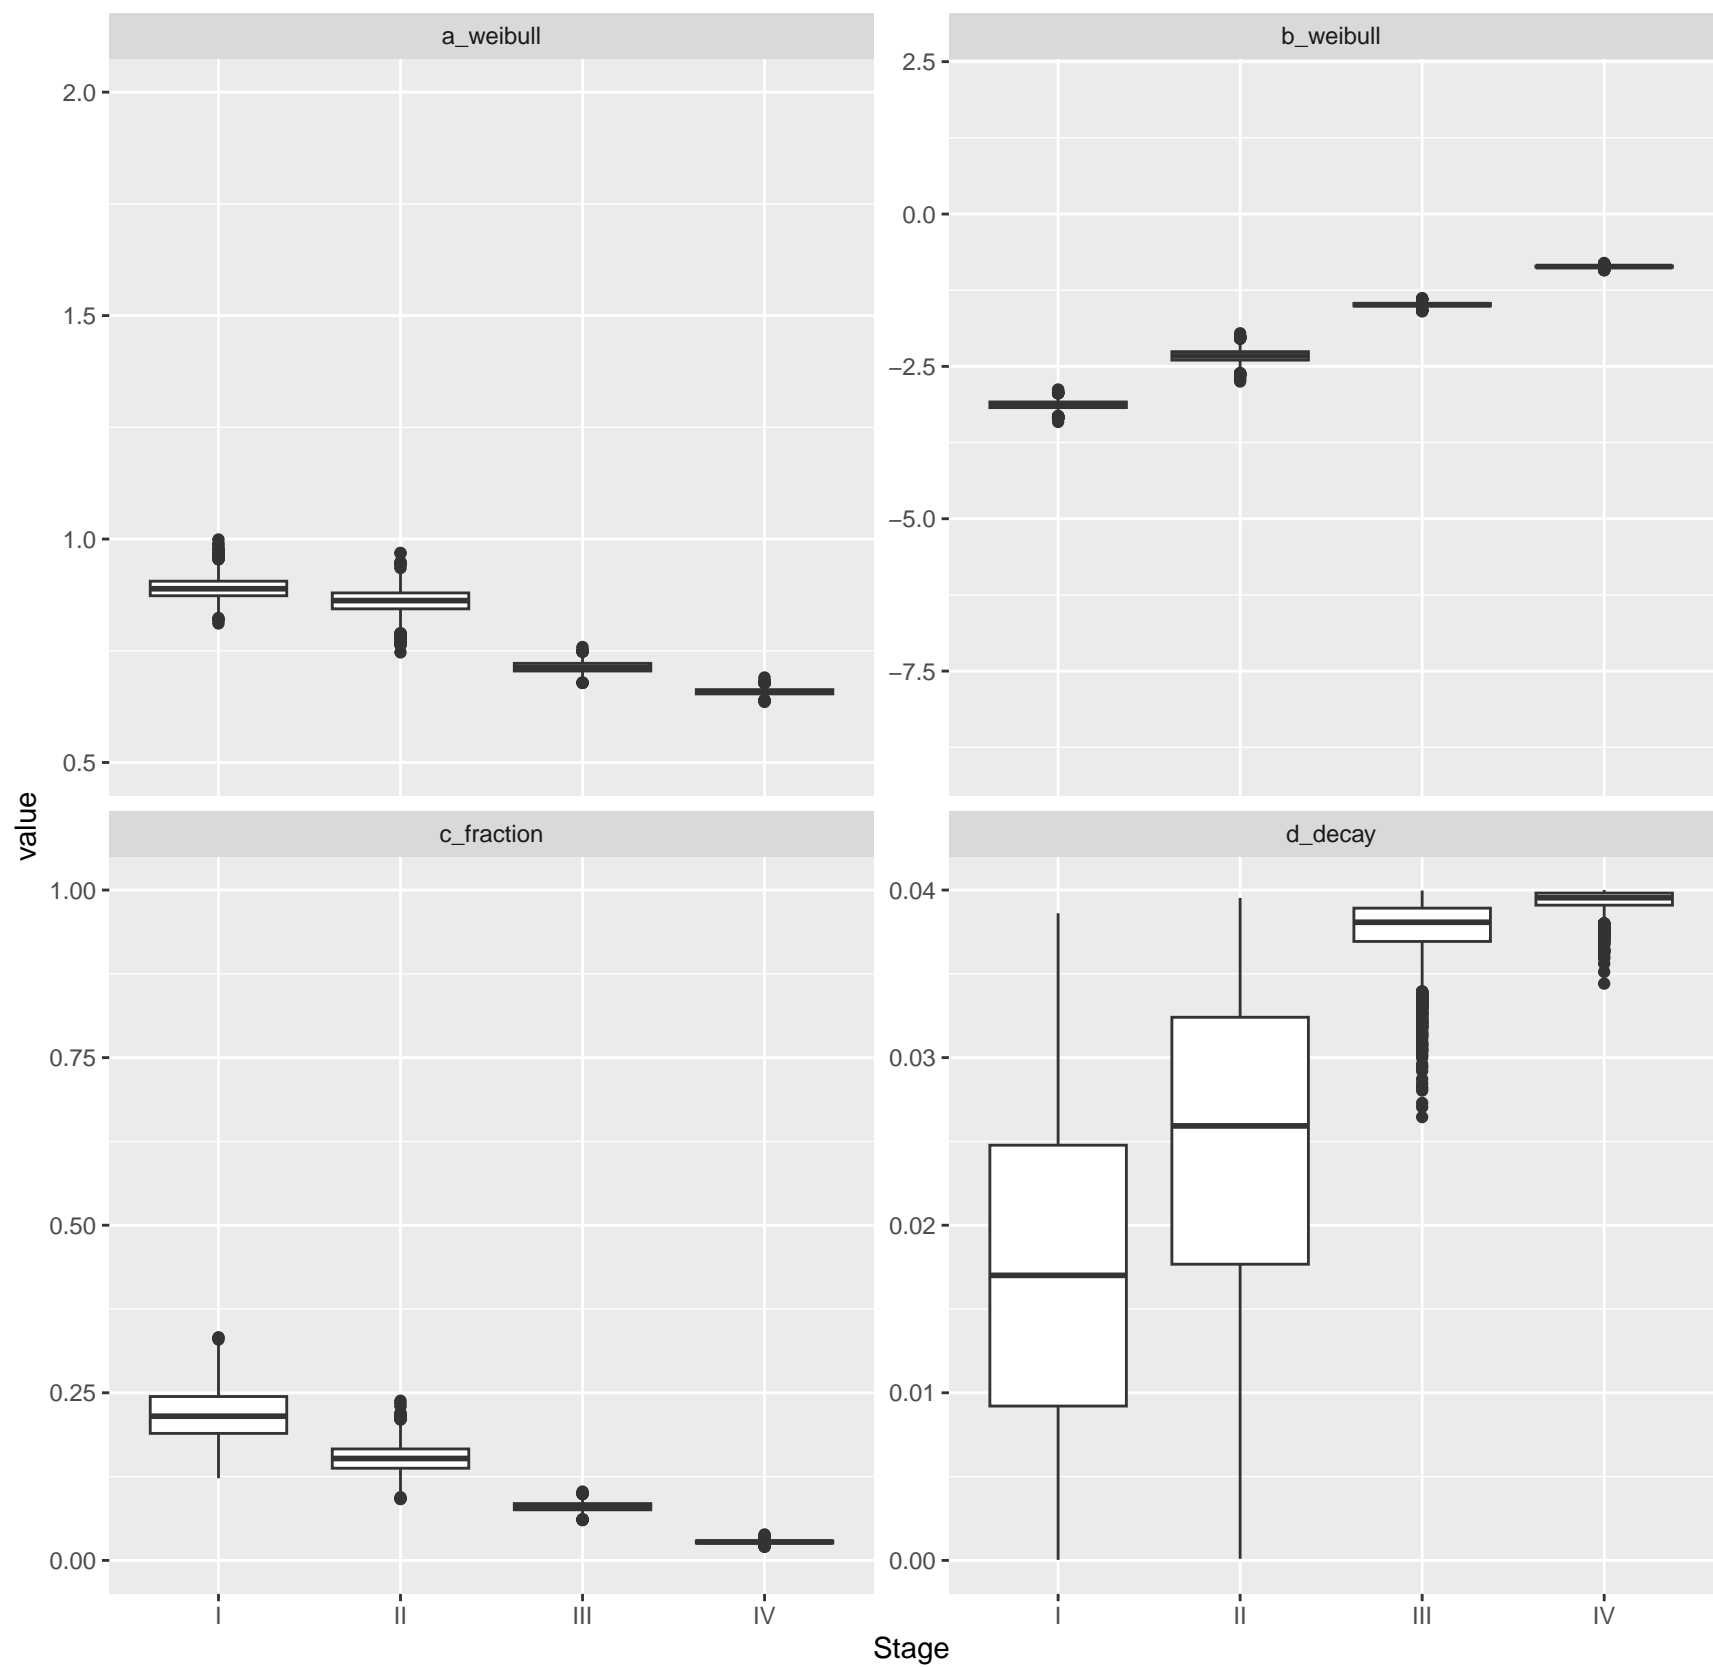 a_weibull
b_weibull
2.0
1.5
1.0
0.5
2.5
0.0
−2.5
−5.0
−7.5
value
c_fraction
d_decay
1.00
0.75
0.50
0.25
0.00
0.04
0.03
0.02
0.01
0.00
I II III IV
I II III IV
Stage